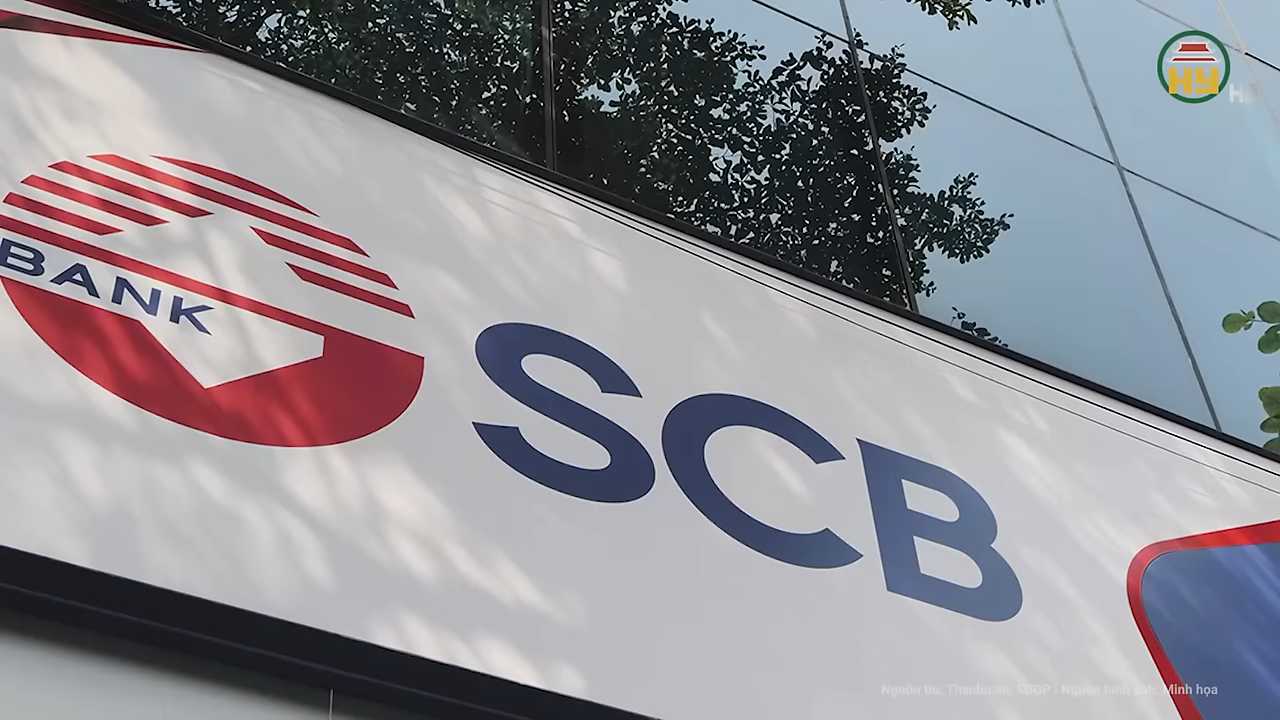 HY
BANK
SCB
Nguồn tin: Thanhnien, SGGP / Nguồn hình ảnh: Minh họa